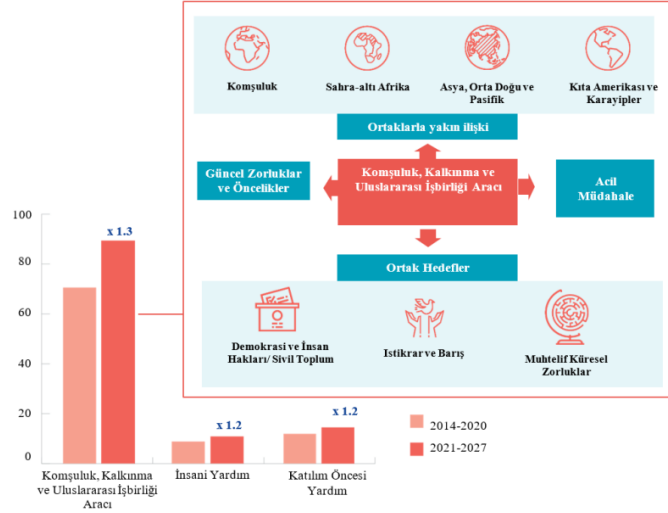 Komşuluk
Sahra-altı Afrika
Asya, Orta Doğu ve
Pasifik
Kıta Amerikası ve
Karayipler
Ortaklarla yakın ilişki
Güncel Zorluklar
ve Öncelikler
Komşuluk, Kalkınma ve
Uluslararası İşbirliği Aracı
Acil
Müdahale
Ortak Hedefler
Demokrasi ve İnsan
Hakları/ Sivil Toplum
Istikrar ve Barış
Muhtelif Küresel
Zorluklar
100
80
60
40
20
0
x 1.3
x 1.2
x 1.2
Komşuluk, Kalkınma
ve Uluslararası İşbirliği
Aracı
İnsani Yardım
Katılım Öncesi
Yardım
2014-2020
2021-2027